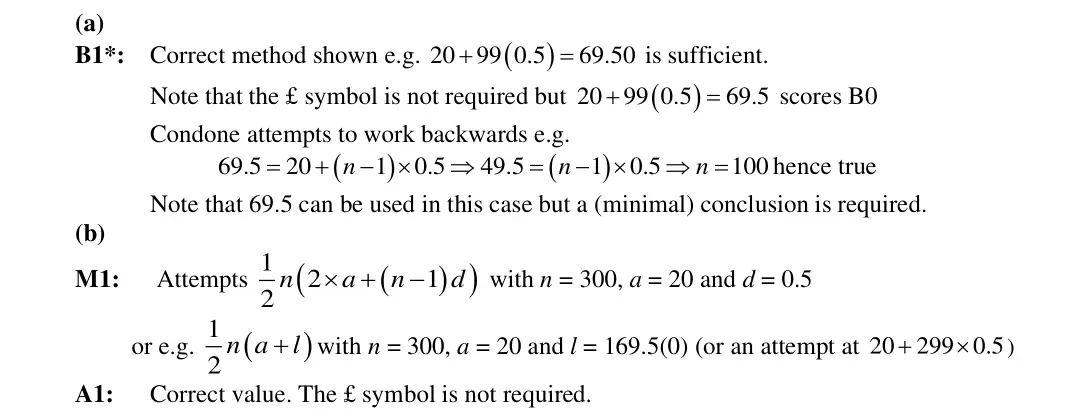 (a)
B1*: Correct method shown e.g. 20+99(0.5)=69.50 is sufficient.
Note that the £ symbol is not required but 20+99(0.5)=69.5 scores B0
Condone attempts to work backwards e.g.
69.5=20+(n−1)×0.5⇒49.5=(n−1)×0.5⇒n=100 hence true
Note that 69.5 can be used in this case but a (minimal) conclusion is required.
(b)
M1: Attempts 1/2 n(2×a+(n−1)d) with n = 300, a = 20 and d = 0.5
or e.g. 1/2 n(a+l) with n = 300, a = 20 and l = 169.5(0) (or an attempt at 20+299×0.5)
A1: Correct value. The £ symbol is not required.